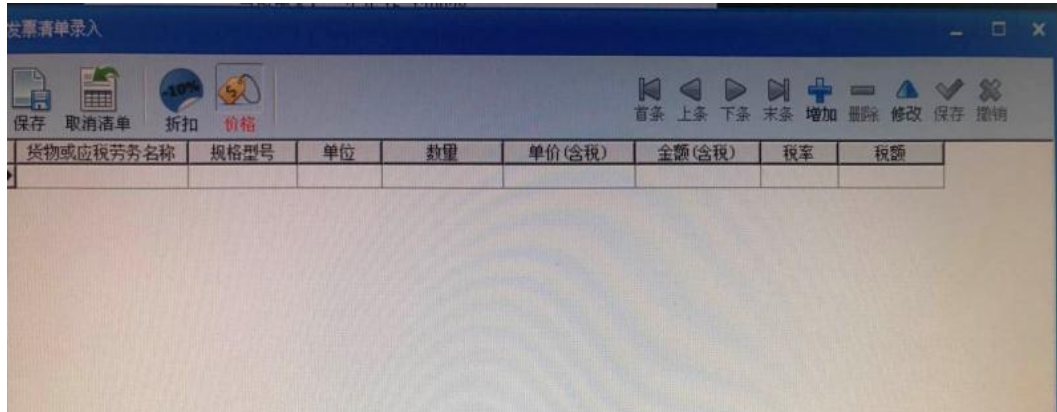 发票清单录入
-10%
保存 取消清单 折扣 价格 首条 上条 下条 末条 增加 删除 修改 保存 撤销
货物或应税劳务名称 规格型号 单位 数量 单价(含税) 金额(含税) 税率 税额